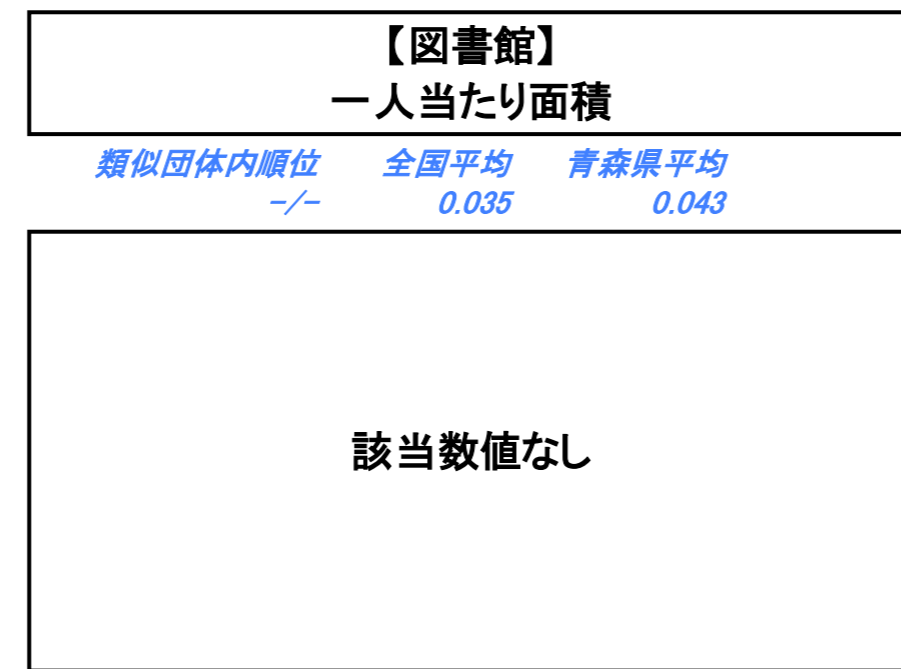 【図書館】
一人当たり面積
類似団体内順位 全国平均 青森県平均
-/- 0.035 0.043
該当数値なし